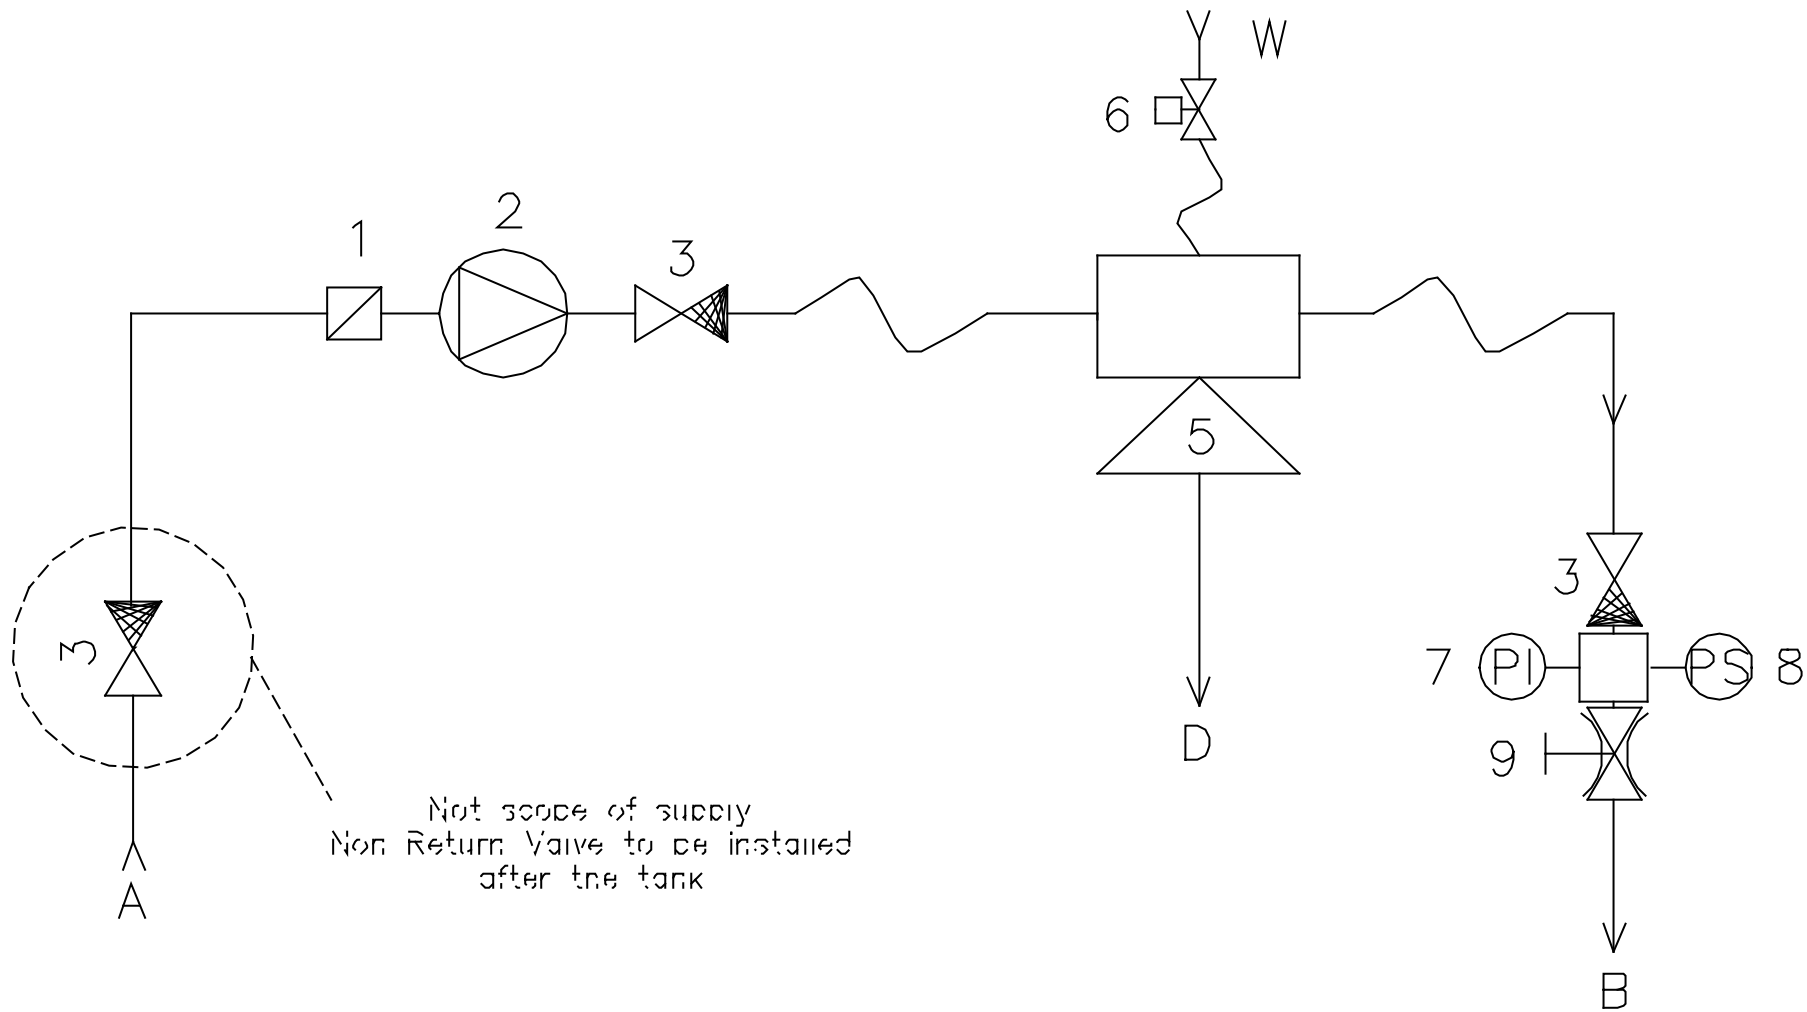 W
6
2
1
3
5
3
3
7
PI
PS
8
D
9
Not scope of supply
Non Return Valve to be installed
after the tank
A
B